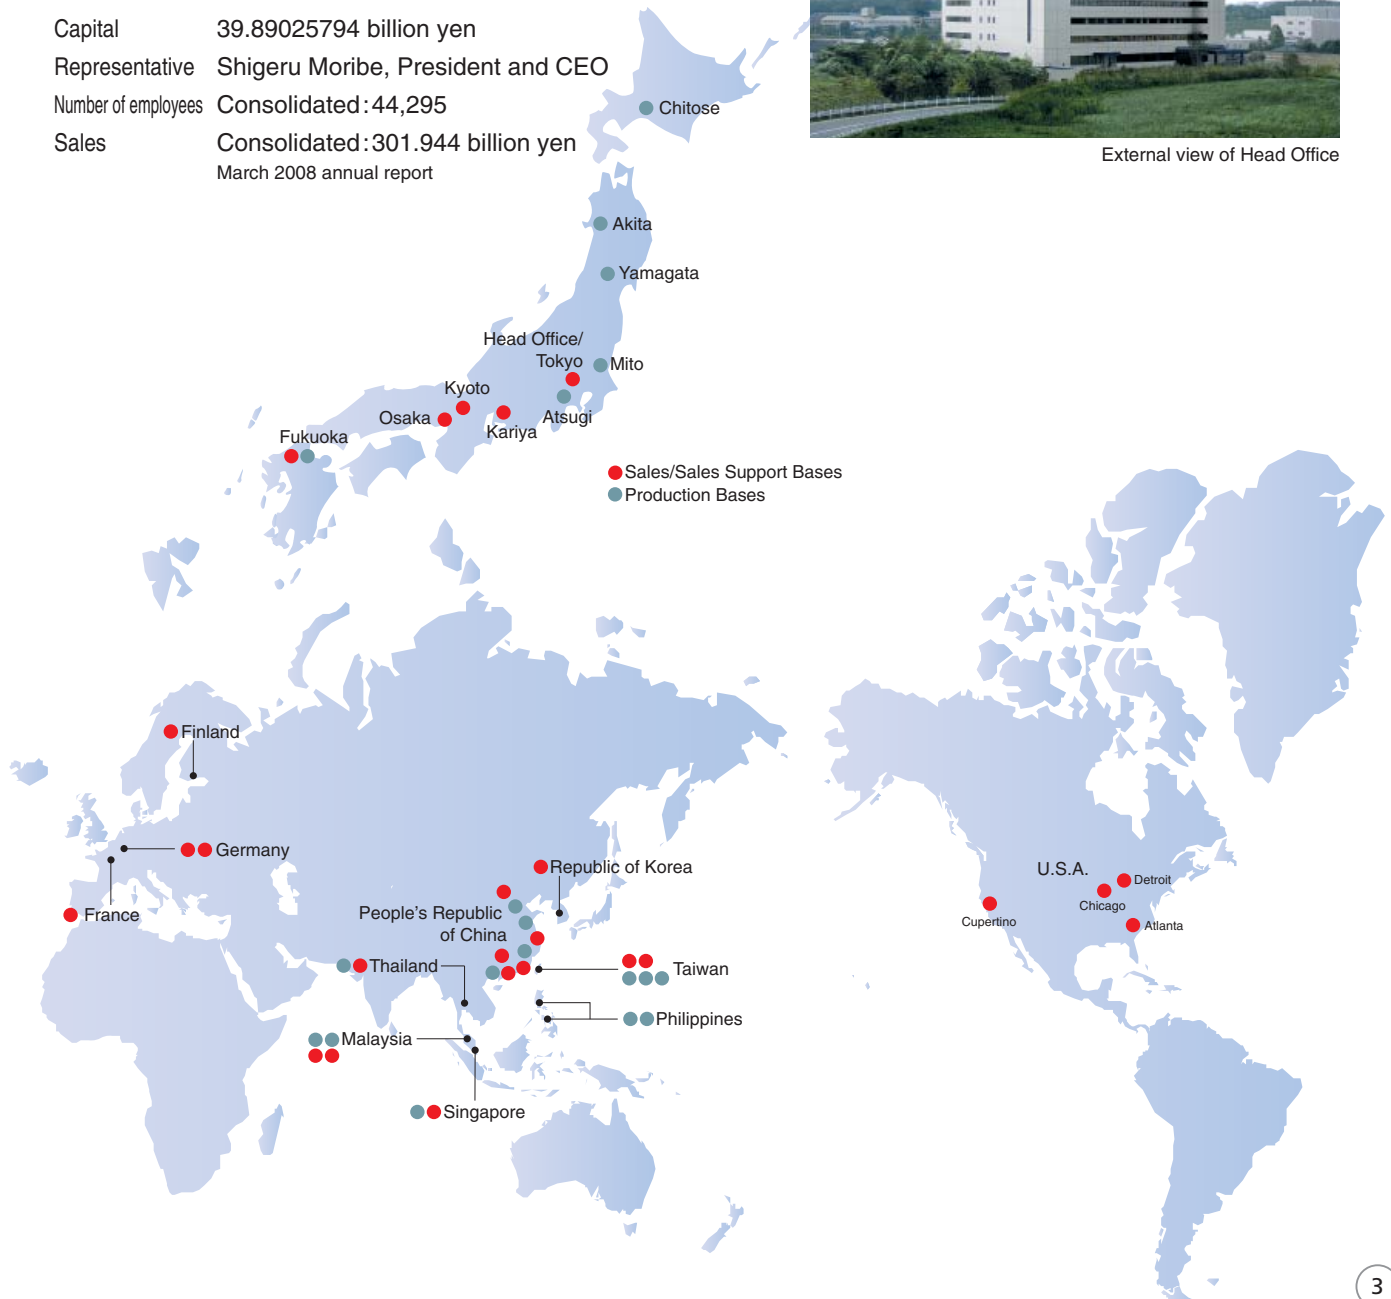 Capital 39.89025794 billion yen
Representative Shigeru Moribe, President and CEO
Number of employees Consolidated:44,295
Sales Consolidated:301.944 billion yen
March 2008 annual report
External view of Head Office
Chitose
Akita
Yamagata
Head Office/
Tokyo
Mito
Kyoto
Osaka
Kariya
Atsugi
Fukuoka
Sales/Sales Support Bases
Production Bases
Finland
Germany
France
Republic of Korea
People's Republic
of China
Thailand
Taiwan
Philippines
Malaysia
Singapore
U.S.A.
Detroit
Chicago
Cupertino
Atlanta
3